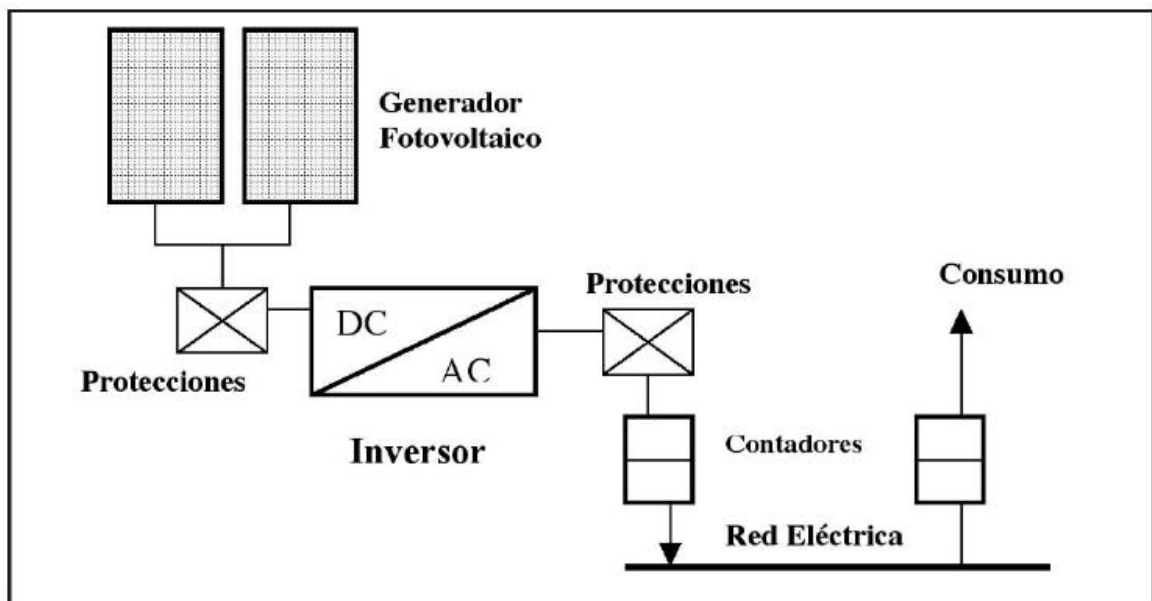 Generador
Fotovoltaico
Protecciones
Consumo
DC
AC
Protecciones
Inversor
Contadores
Red Eléctrica